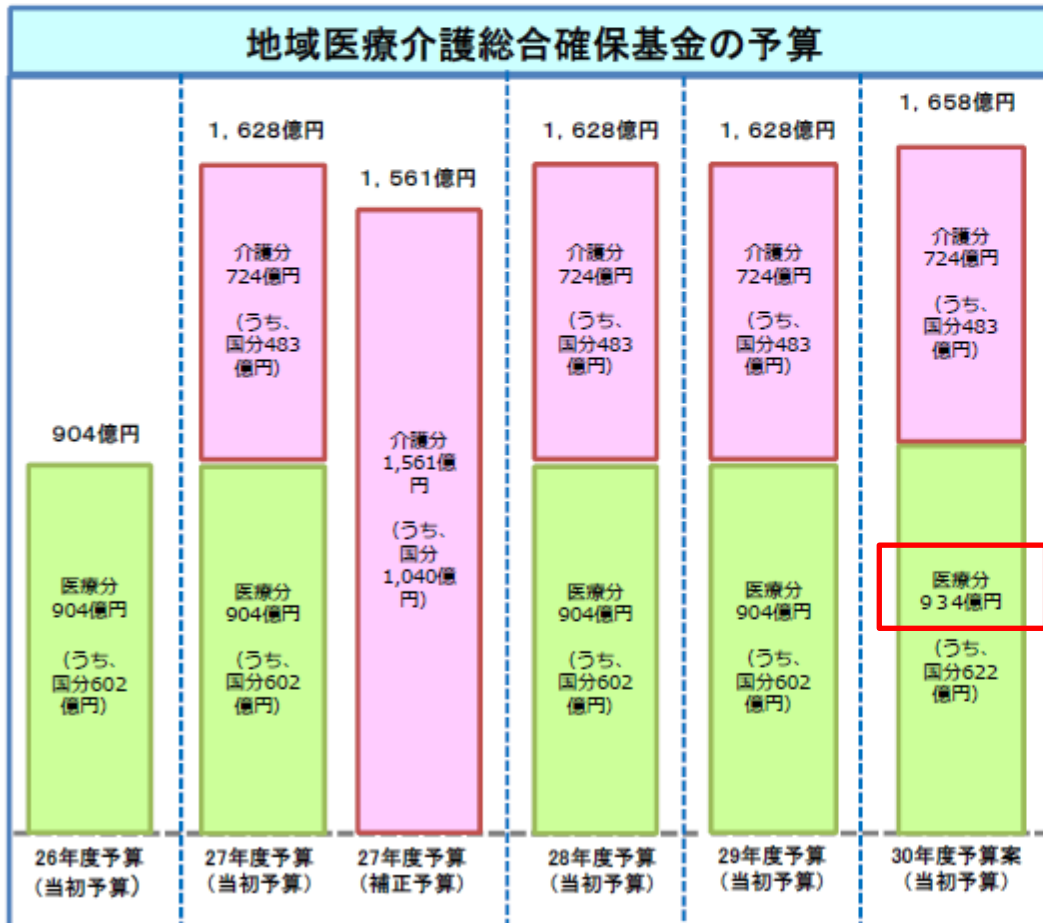 地域医療介護総合確保基金の予算
904億円
医療分
904億円
(うち、
国分602
億円)
26年度予算
(当初予算)
1,628億円
介護分
724億円
(うち、
国分483
億円)
医療分
904億円
(うち、
国分602
億円)
27年度予算
(当初予算)
1,561億円
介護分
1,561億
円
(うち、
国分
1,040億
円)
27年度予算
(補正予算)
1,628億円
介護分
724億円
(うち、
国分483
億円)
医療分
904億円
(うち、
国分602
億円)
28年度予算
(当初予算)
1,628億円
介護分
724億円
(うち、
国分483
億円)
医療分
904億円
(うち、
国分602
億円)
29年度予算
(当初予算)
1,658億円
介護分
724億円
(うち、
国分483
億円)
医療分
934億円
(うち、
国分622
億円)
30年度予算案
(当初予算)